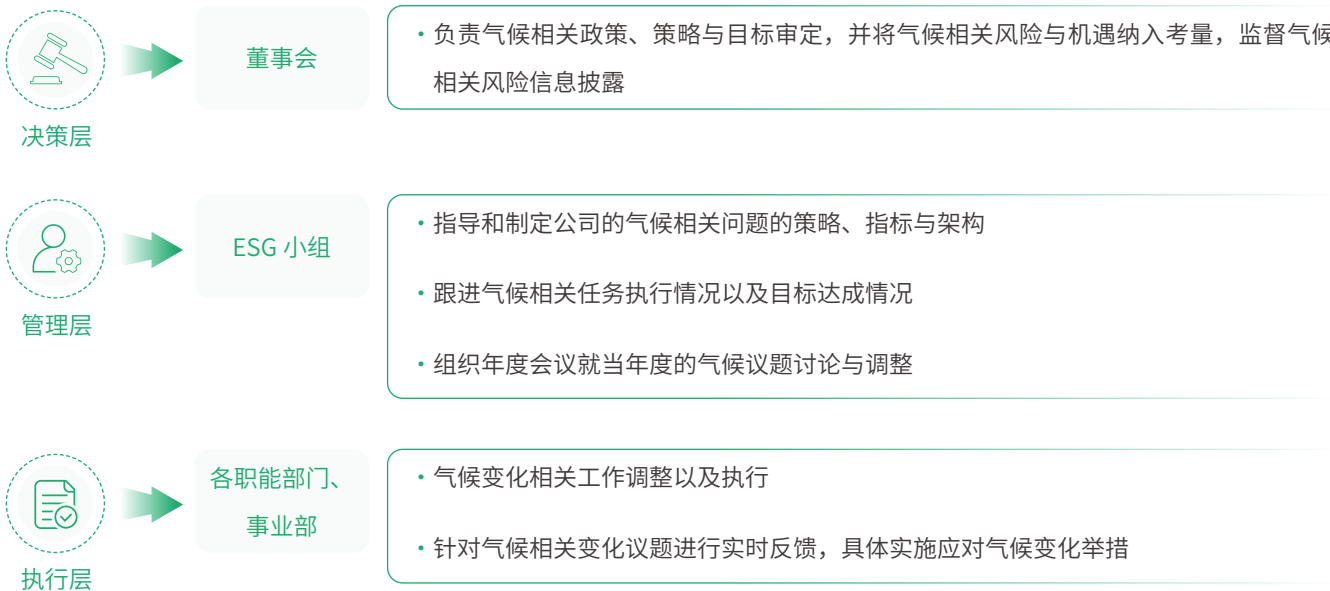 决策层
董事会
• 负责气候相关政策、策略与目标审定，并将气候相关风险与机遇纳入考量，监督气候
相关风险信息披露
管理层
ESG 小组
• 指导和制定公司的气候相关问题的策略、指标与架构
• 跟进气候相关任务执行情况以及目标达成情况
• 组织年度会议就当年度的气候议题讨论与调整
执行层
各职能部门、
事业部
• 气候变化相关工作调整以及执行
• 针对气候相关变化议题进行实时反馈，具体实施应对气候变化举措